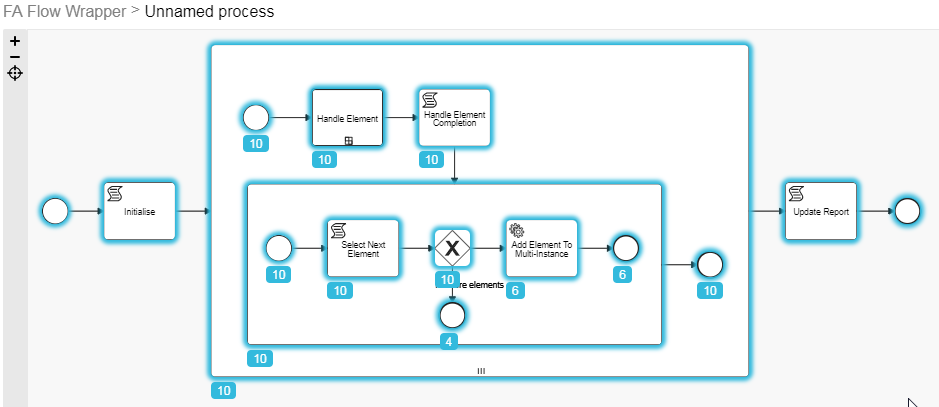 FA Flow Wrapper > Unnamed process
+
−
Handle Element
10
10
Handle Element
Completion
10
Initialise
Select Next
Element
10
10
X
10
re elements
Add Element To
Multi-Instance
6
6
4
10
10
10
Update Report